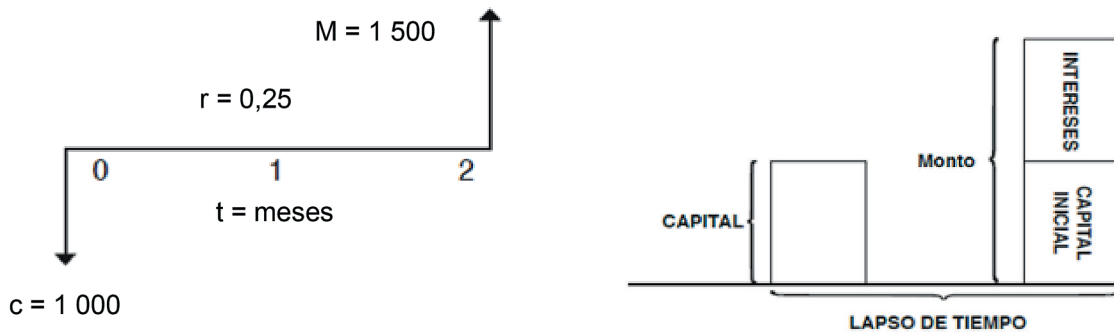 M = 1 500
r = 0,25
0 1 2
t = meses
c = 1 000
INTERESES
Monto
CAPITAL
CAPITAL
INICIAL
LAPSO DE TIEMPO